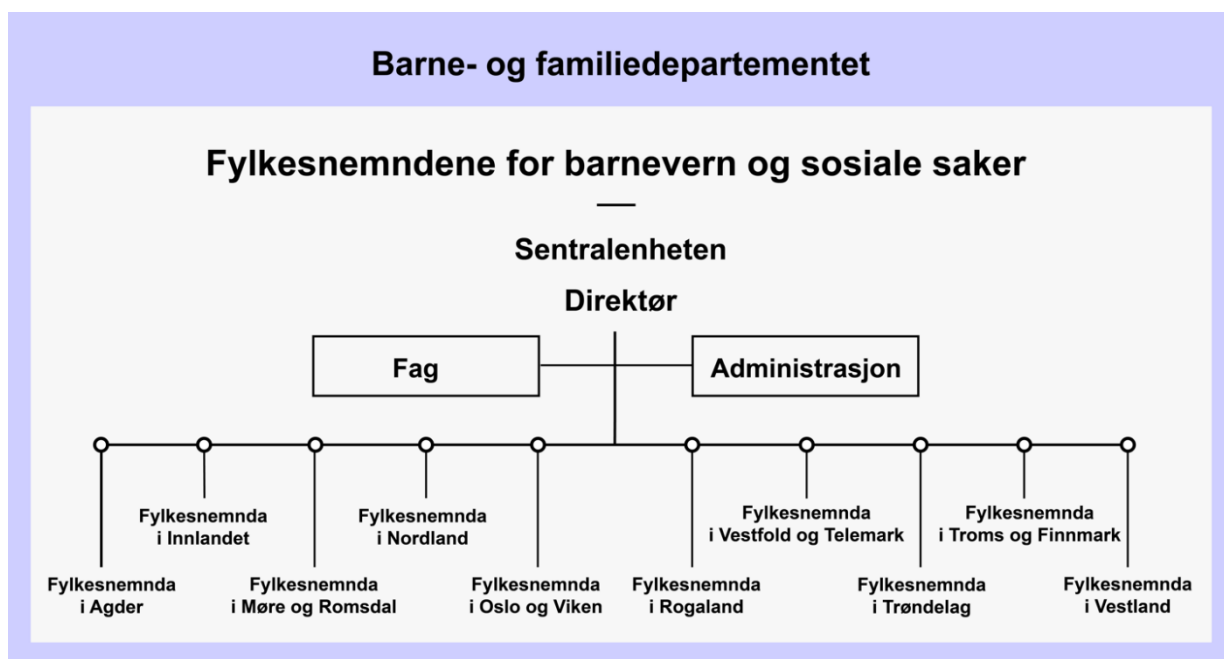 Barne- og familiedepartementet
Fylkesnemndene for barnevern og sosiale saker
Sentralenheten
Direktør
Fag
Administrasjon
Fylkesnemnda
i Agder
Fylkesnemnda
i Innlandet
Fylkesnemnda
i Møre og Romsdal
Fylkesnemnda
i Nordland
Fylkesnemnda
i Oslo og Viken
Fylkesnemnda
i Rogaland
Fylkesnemnda
i Vestfold og Telemark
Fylkesnemnda
i Trøndelag
Fylkesnemnda
i Troms og Finnmark
Fylkesnemnda
i Vestland